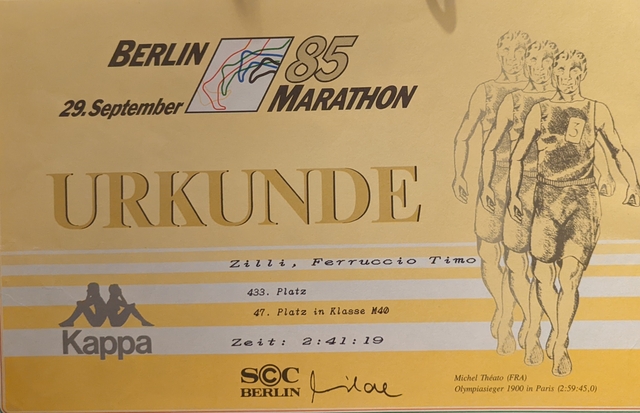 BERLIN 85
29. September MARATHON
URKUNDE
Zilli, Ferruccio Timo
433. Platz
47. Platz in Klasse M40
Kappa
Zeit: 2:41:19
SCC
BERLIN
Michel Théato (FRA)
Olympiasieger 1900 in Paris (2:59:45,0)